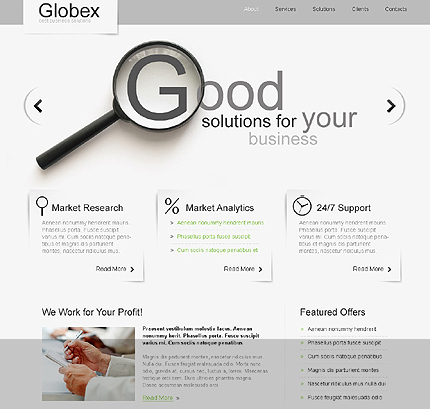 Globex
best business solutions
About Services Solutions Clients Contacts
Good
solutions for your
business
Market Research
Aenean nonummy hendrerit mauris
phasellus porta. Fusce suscipit
varius mi. Cum sociis natoque pena-
tibus et magnis dis parturient
montes, nascetur ridiculus mus.
Read More
Market Analytics
Aenean nonummy hendrerit mauris
Phasellus porta fusce suscipit
Cum sociis natoque penatibus et
Read More
24/7 Support
Aenean nonummy hendrerit mauris
phasellus porta. Fusce suscipit
varius mi. Cum sociis natoque
penatibus et magnis dis parturient
montes, nascetur ridiculus mus.
Read More
We Work for Your Profit!
Praesent vestibulum molestie lacus. Aenean
nonummy berit. Phasellus porta. Fusce suscipit
varius mi. Cum sociis natoque penatibus
Magnis dis parturient montes, nascetur ridiculus mus.
Nulla dui. Fusce feugiat malesuada odio. Morbi nunc
odio, gravida at, cursus nec, luctus a, lorem. Maecenas
tristique orci sem. Duis ultricies pharetra magna.
Donec accumsan malesuada orci
Read More
Featured Offers
Aenean nonummy hendrerit
Phasellus porta fusce suscipit
Cum sociis natoque penatibus
Magnis dis parturient montes
Nascetur ridiculus mus nulla dui
Fusce feugiat malesuada odio